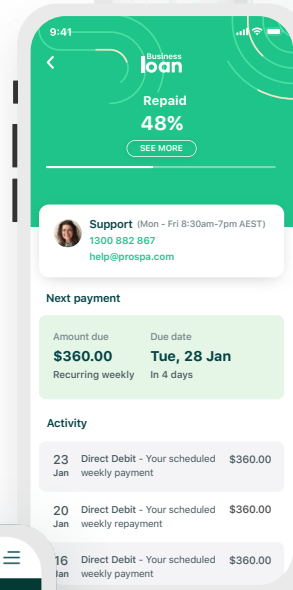 9:41
Business
loan
Repaid
48%
SEE MORE
Support (Mon - Fri 8:30am-7pm AEST)
1300 882 867
help@prospa.com
Next payment
Amount due Due date
$360.00 Tue, 28 Jan
Recurring weekly In 4 days
Activity
23 Direct Debit - Your scheduled $360.00
Jan weekly payment
20 Direct Debit - Your scheduled $360.00
Jan weekly repayment
16 Direct Debit - Your scheduled $360.00
Jan weekly payment